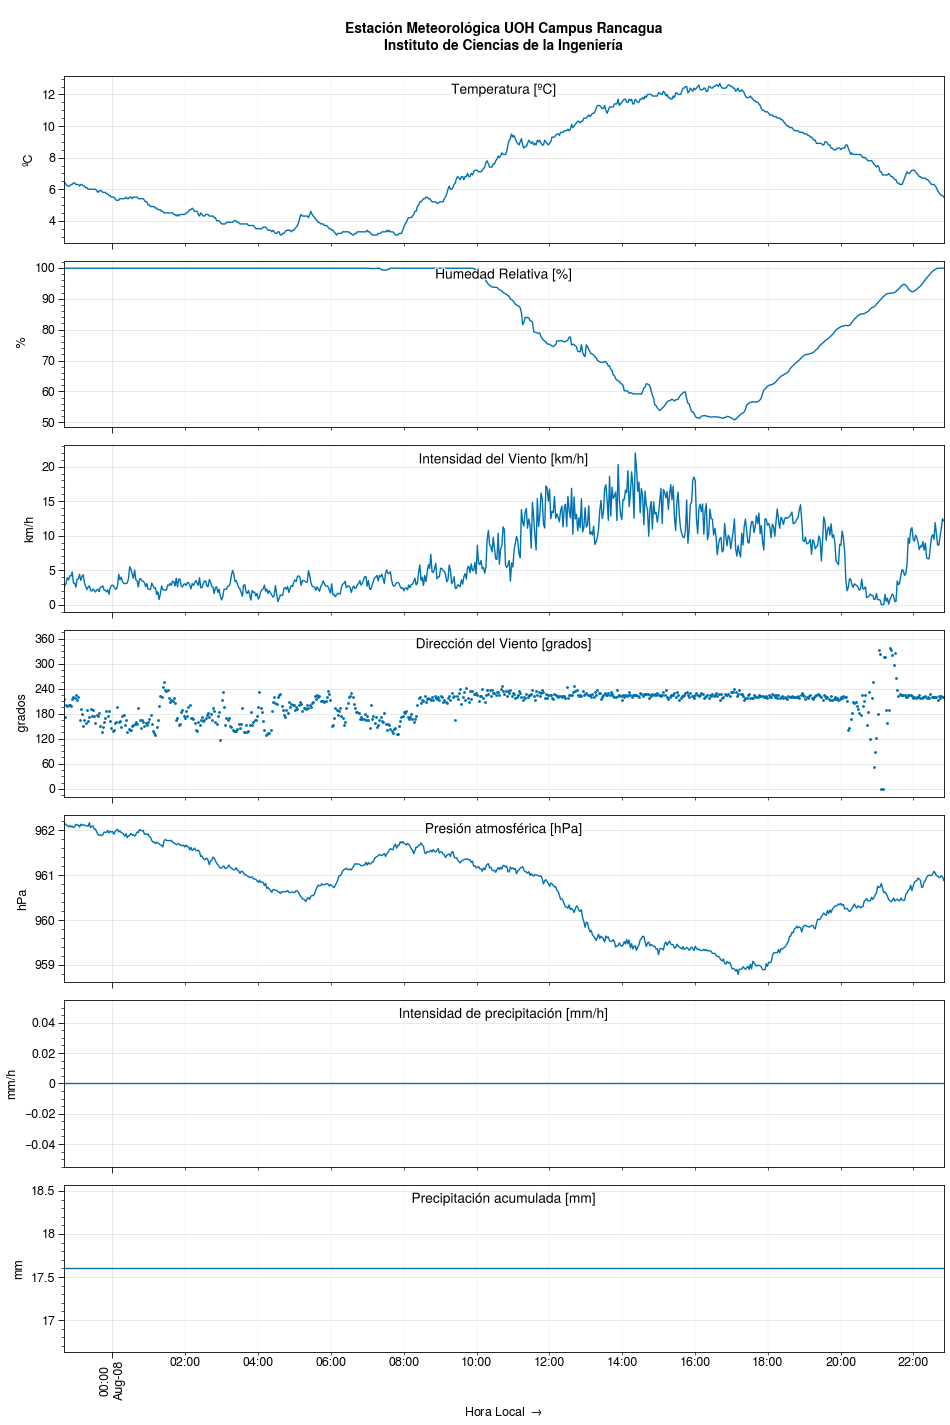 Estación Meteorológica UOH Campus Rancagua
Instituto de Ciencias de la Ingeniería
Temperatura [ºC]
ºC
12
10
8
6
4
Humedad Relativa [%]
%
100
90
80
70
60
50
Intensidad del Viento [km/h]
km/h
20
15
10
5
0
Dirección del Viento [grados]
grados
360
300
240
180
120
60
0
Presión atmosférica [hPa]
hPa
962
961
960
959
Intensidad de precipitación [mm/h]
mm/h
0.04
0.02
0
−0.02
−0.04
Precipitación acumulada [mm]
mm
18.5
18
17.5
17
00:00
Aug-08
02:00
04:00
06:00
08:00
10:00
12:00
14:00
16:00
18:00
20:00
22:00
Hora Local →